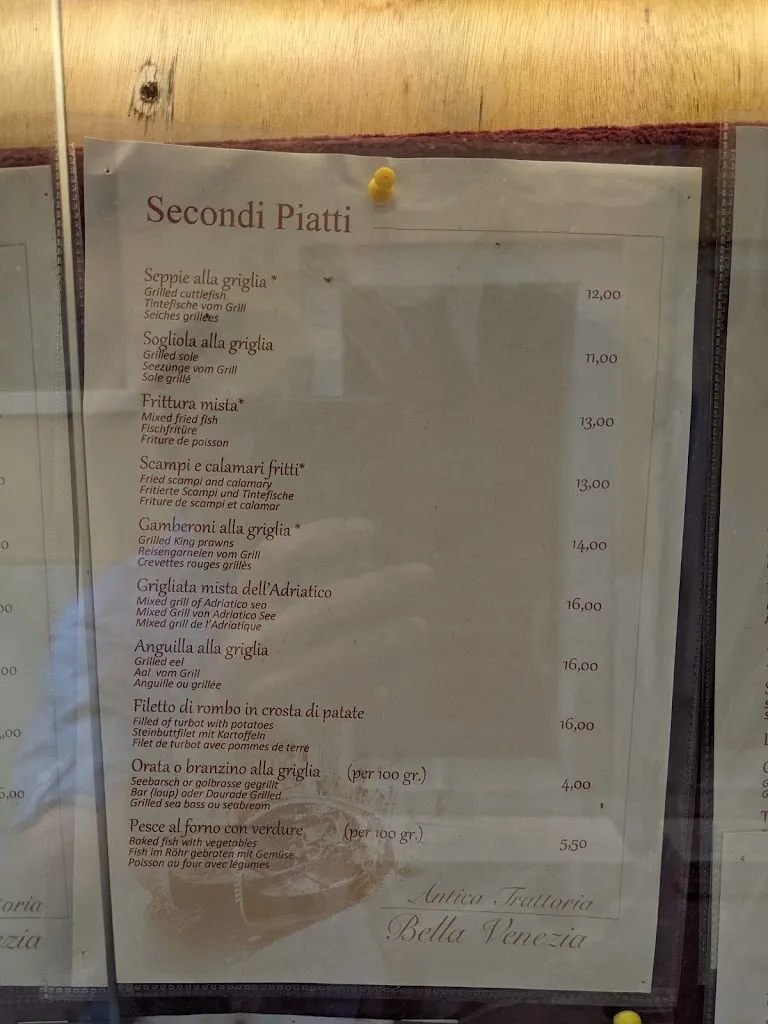 Secondi Piatti
Seppie alla griglia * 12,00
Grilled cuttlefish
Tintefische vom Grill
Seiches grillées
Sogliola alla griglia 11,00
Grilled sole
Seezunge vom Grill
Sole grillé
Frittura mista* 13,00
Mixed fried fish
Fischfritüre
Friture de poisson
Scampi e calamari fritti* 13,00
Fried scampi and calamary
Fritierte Scampi und Tintefische
Friture de scampi et calamar
Gamberoni alla griglia * 14,00
Grilled King prawns
Reisengarnelen vom Grill
Crevettes rouges grillès
Grigliata mista dell'Adriatico 16,00
Mixed grill of Adriatico sea
Mixed Grill von Adriatico See
Mixed grill de l'Adriatique
Anguilla alla griglia 16,00
Grilled eel
Aal vom Grill
Anguille ou grillée
Filetto di rombo in crosta di patate 16,00
Filled of turbot with potatoes
Steinbuttfilet mit Kartoffeln
Filet de turbot avec pommes de terre
Orata o branzino alla griglia (per 100 gr.) 4,00
Seebarsch or golbrasse gegrillt
Bar (loup) oder Daurade Grilled
Grilled sea bass ou seabream
Pesce al forno con verdure (per 100 gr.) 5,50
Baked fish with vegetables
Fish im Röhr gebraten mit Gemüse
Poisson au four avec légumes
Antica Trattoria
Bella Venezia